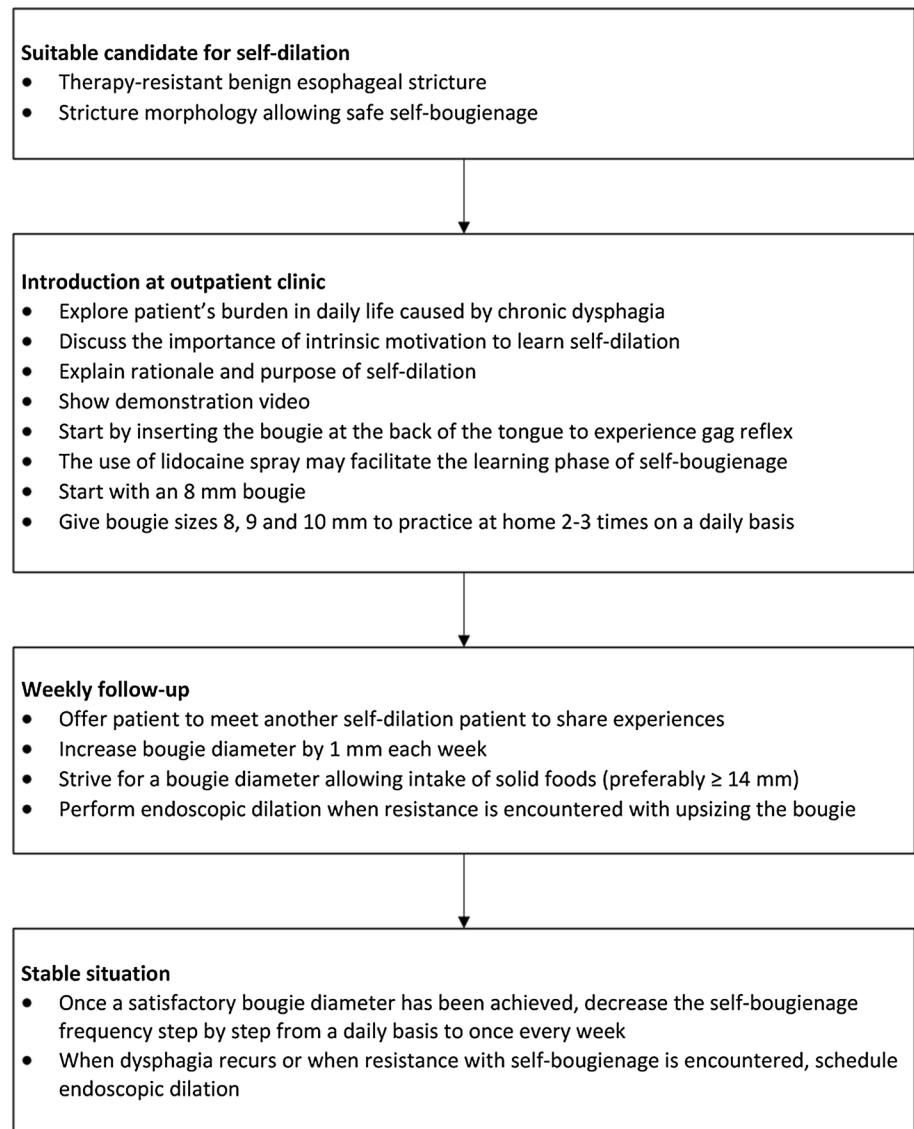 Suitable candidate for self-dilation
● Therapy-resistant benign esophageal stricture
● Stricture morphology allowing safe self-bougienage
Introduction at outpatient clinic
● Explore patient's burden in daily life caused by chronic dysphagia
● Discuss the importance of intrinsic motivation to learn self-dilation
● Explain rationale and purpose of self-dilation
● Show demonstration video
● Start by inserting the bougie at the back of the tongue to experience gag reflex
● The use of lidocaine spray may facilitate the learning phase of self-bougienage
● Start with an 8 mm bougie
● Give bougie sizes 8, 9 and 10 mm to practice at home 2-3 times on a daily basis
Weekly follow-up
● Offer patient to meet another self-dilation patient to share experiences
● Increase bougie diameter by 1 mm each week
● Strive for a bougie diameter allowing intake of solid foods (preferably ≥ 14 mm)
● Perform endoscopic dilation when resistance is encountered with upsizing the bougie
Stable situation
● Once a satisfactory bougie diameter has been achieved, decrease the self-bougienage
frequency step by step from a daily basis to once every week
● When dysphagia recurs or when resistance with self-bougienage is encountered, schedule
endoscopic dilation